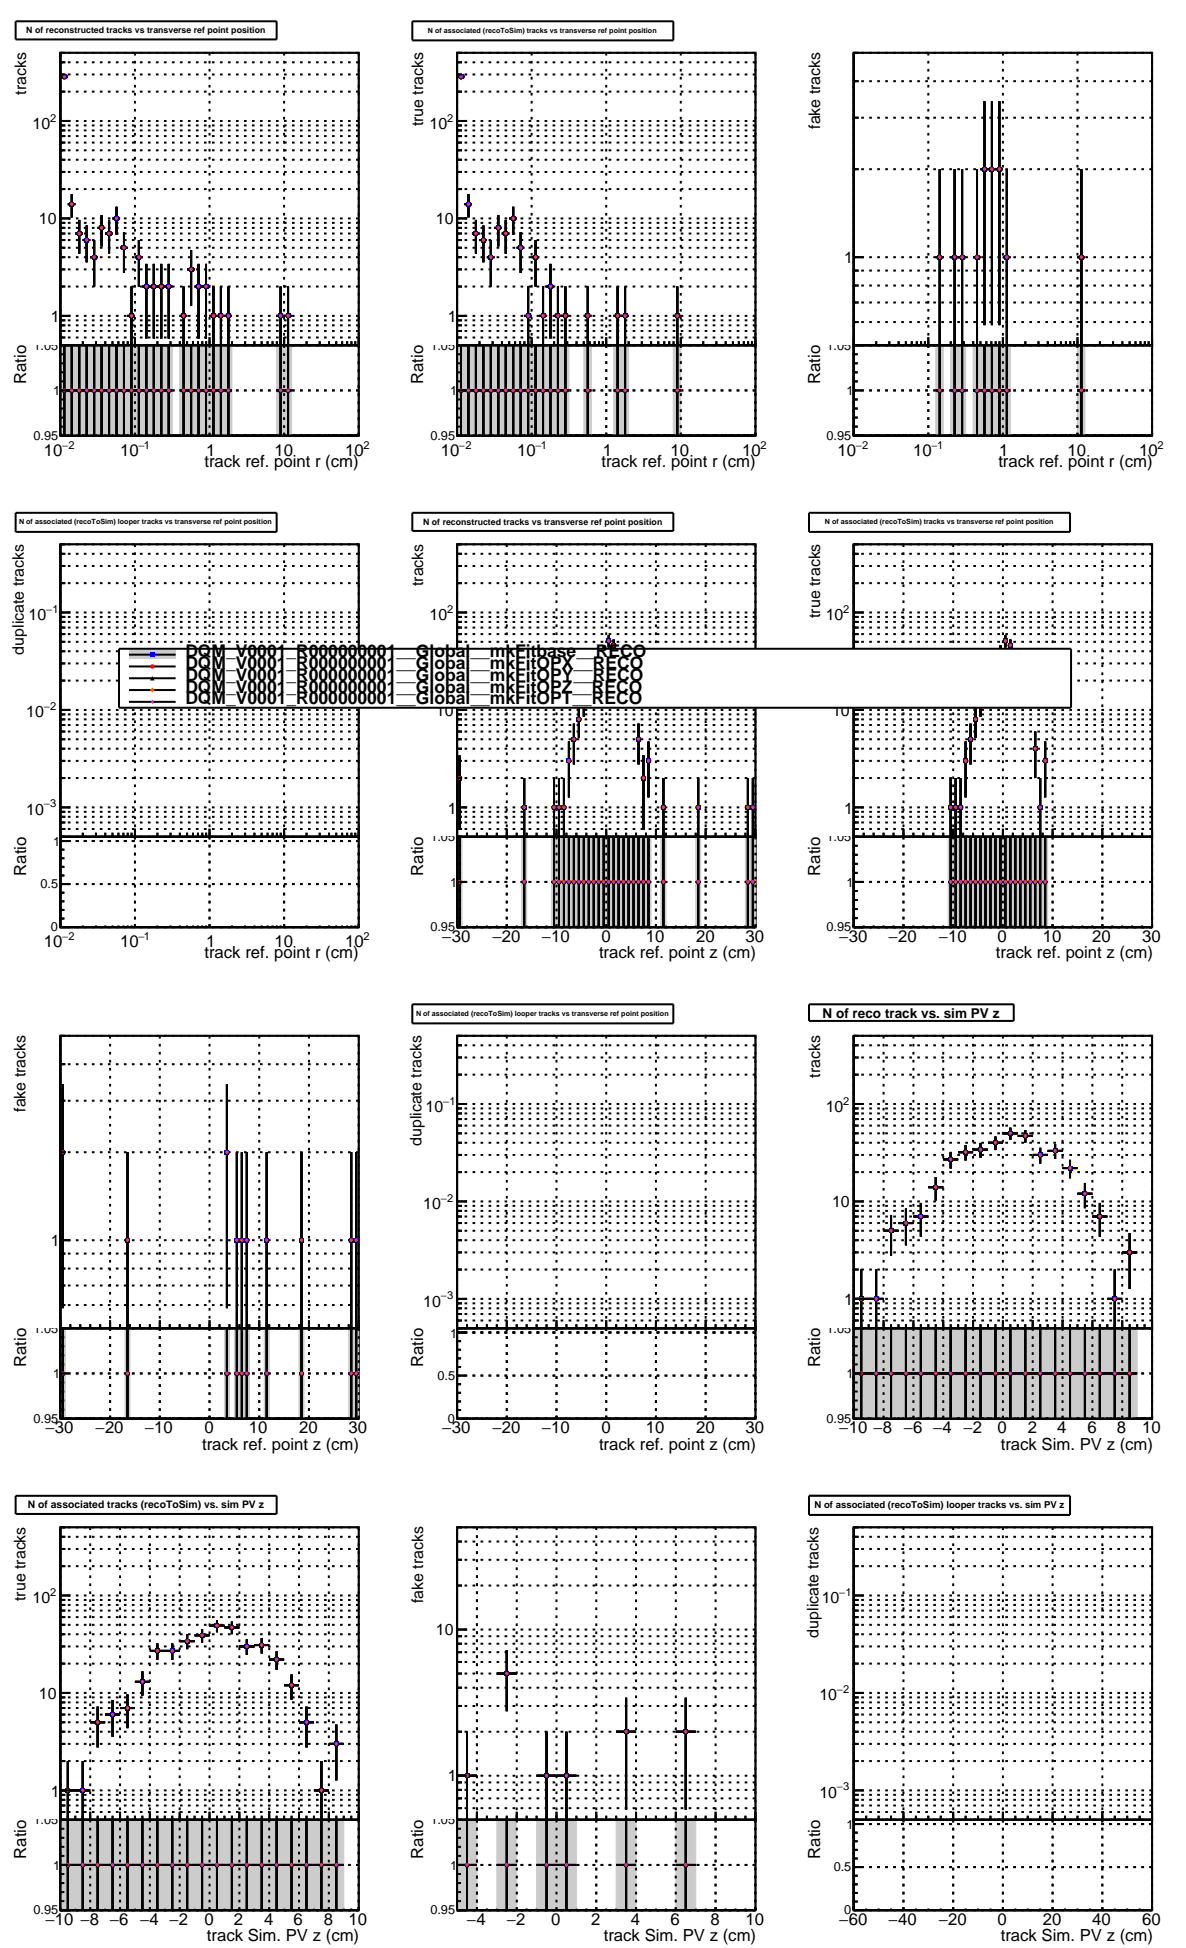 N of reconstructed tracks vs transverse ref point position
tracks
10²
10
1
1.05
Ratio
1
0.95
10⁻² 10⁻¹ 1 10 10²
track ref. point r (cm)
N of associated (recoToSim) tracks vs transverse ref point position
true tracks
10²
10
1
1.05
Ratio
1
0.95
10⁻² 10⁻¹ 1 10 10²
track ref. point r (cm)
fake tracks
1
1.05
Ratio
1
0.95
10⁻² 10⁻¹ 1 10 10²
track ref. point r (cm)
N of associated (recoToSim) looper tracks vs transverse ref point position
duplicate tracks
10⁻¹
10⁻²
10⁻³
Ratio
1
0.5
0
10⁻² 10⁻¹ 1 10 10²
track ref. point r (cm)
N of reconstructed tracks vs transverse ref point position
tracks
10²
10
1
1.05
Ratio
1
0.95
−30 −20 −10 0 10 20 30
track ref. point z (cm)
N of associated (recoToSim) tracks vs transverse ref point position
true tracks
10²
10
1
1.05
Ratio
1
0.95
−30 −20 −10 0 10 20 30
track ref. point z (cm)
DQM_V0001_R000000001__Global__mkFitbase__RECO
DQM_V0001_R000000001__Global__mkFitOPX__RECO
DQM_V0001_R000000001__Global__mkFitOPY__RECO
DQM_V0001_R000000001__Global__mkFitOPZ__RECO
DQM_V0001_R000000001__Global__mkFitOPT__RECO
fake tracks
1
1.05
Ratio
1
0.95
−30 −20 −10 0 10 20 30
track ref. point z (cm)
N of associated (recoToSim) looper tracks vs transverse ref point position
duplicate tracks
10⁻¹
10⁻²
10⁻³
Ratio
1
0.5
0
−30 −20 −10 0 10 20 30
track ref. point z (cm)
N of reco track vs. sim PV z
tracks
10²
10
1
1.05
Ratio
1
0.95
−10 −8 −6 −4 −2 0 2 4 6 8 10
track Sim. PV z (cm)
N of associated tracks (recoToSim) vs. sim PV z
true tracks
10²
10
1
1.05
Ratio
1
0.95
−10 −8 −6 −4 −2 0 2 4 6 8 10
track Sim. PV z (cm)
fake tracks
10
1
1.05
Ratio
1
0.95
−4 −2 0 2 4 6 8 10
track Sim. PV z (cm)
N of associated (recoToSim) looper tracks vs. sim PV z
duplicate tracks
10⁻¹
10⁻²
10⁻³
Ratio
1
0.5
0
−60 −40 −20 0 20 40 60
track Sim. PV z (cm)